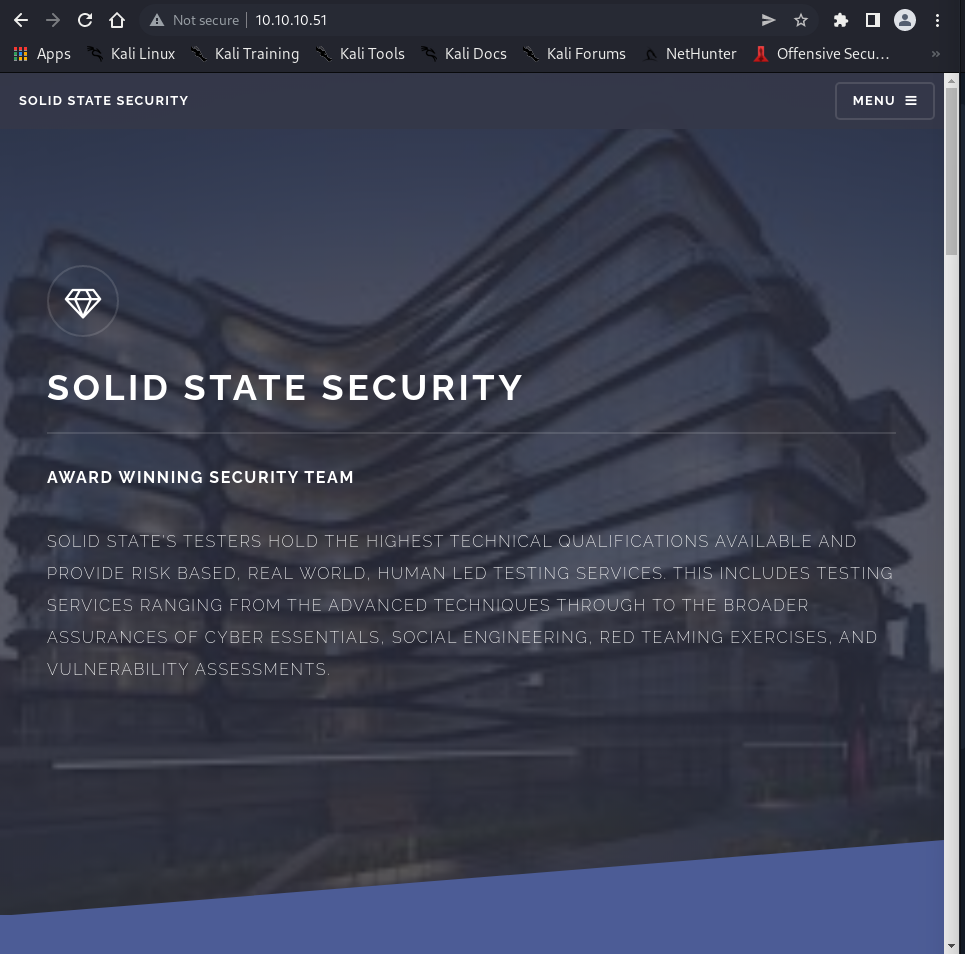 Not secure 10.10.10.51
Apps Kali Linux Kali Training Kali Tools Kali Docs Kali Forums NetHunter Offensive Secu… »
SOLID STATE SECURITY MENU
SOLID STATE SECURITY
AWARD WINNING SECURITY TEAM
SOLID STATE'S TESTERS HOLD THE HIGHEST TECHNICAL QUALIFICATIONS AVAILABLE AND
PROVIDE RISK BASED, REAL WORLD, HUMAN LED TESTING SERVICES. THIS INCLUDES TESTING
SERVICES RANGING FROM THE ADVANCED TECHNIQUES THROUGH TO THE BROADER
ASSURANCES OF CYBER ESSENTIALS, SOCIAL ENGINEERING, RED TEAMING EXERCISES, AND
VULNERABILITY ASSESSMENTS.